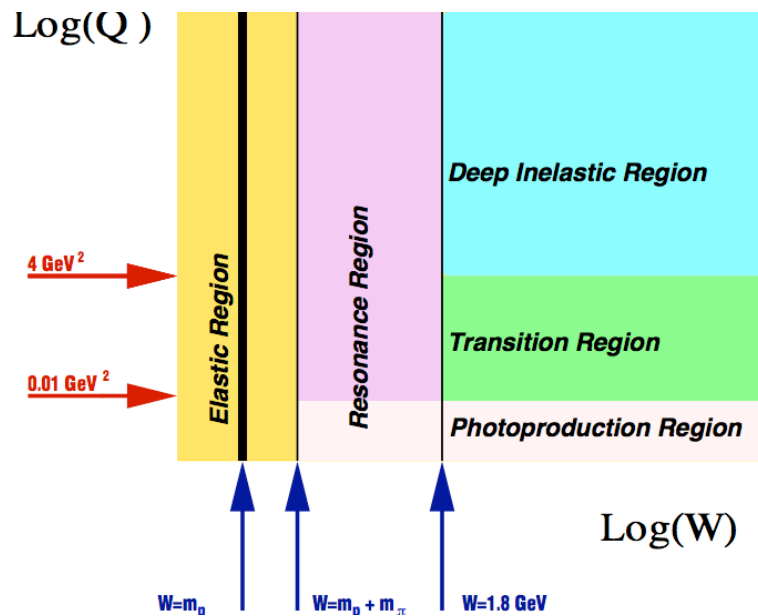 Log(Q )
Deep Inelastic Region
4 GeV²
Elastic Region
Resonance Region
Transition Region
0.01 GeV²
Photoproduction Region
Log(W)
W=mp
W=mp + mπ
W=1.8 GeV